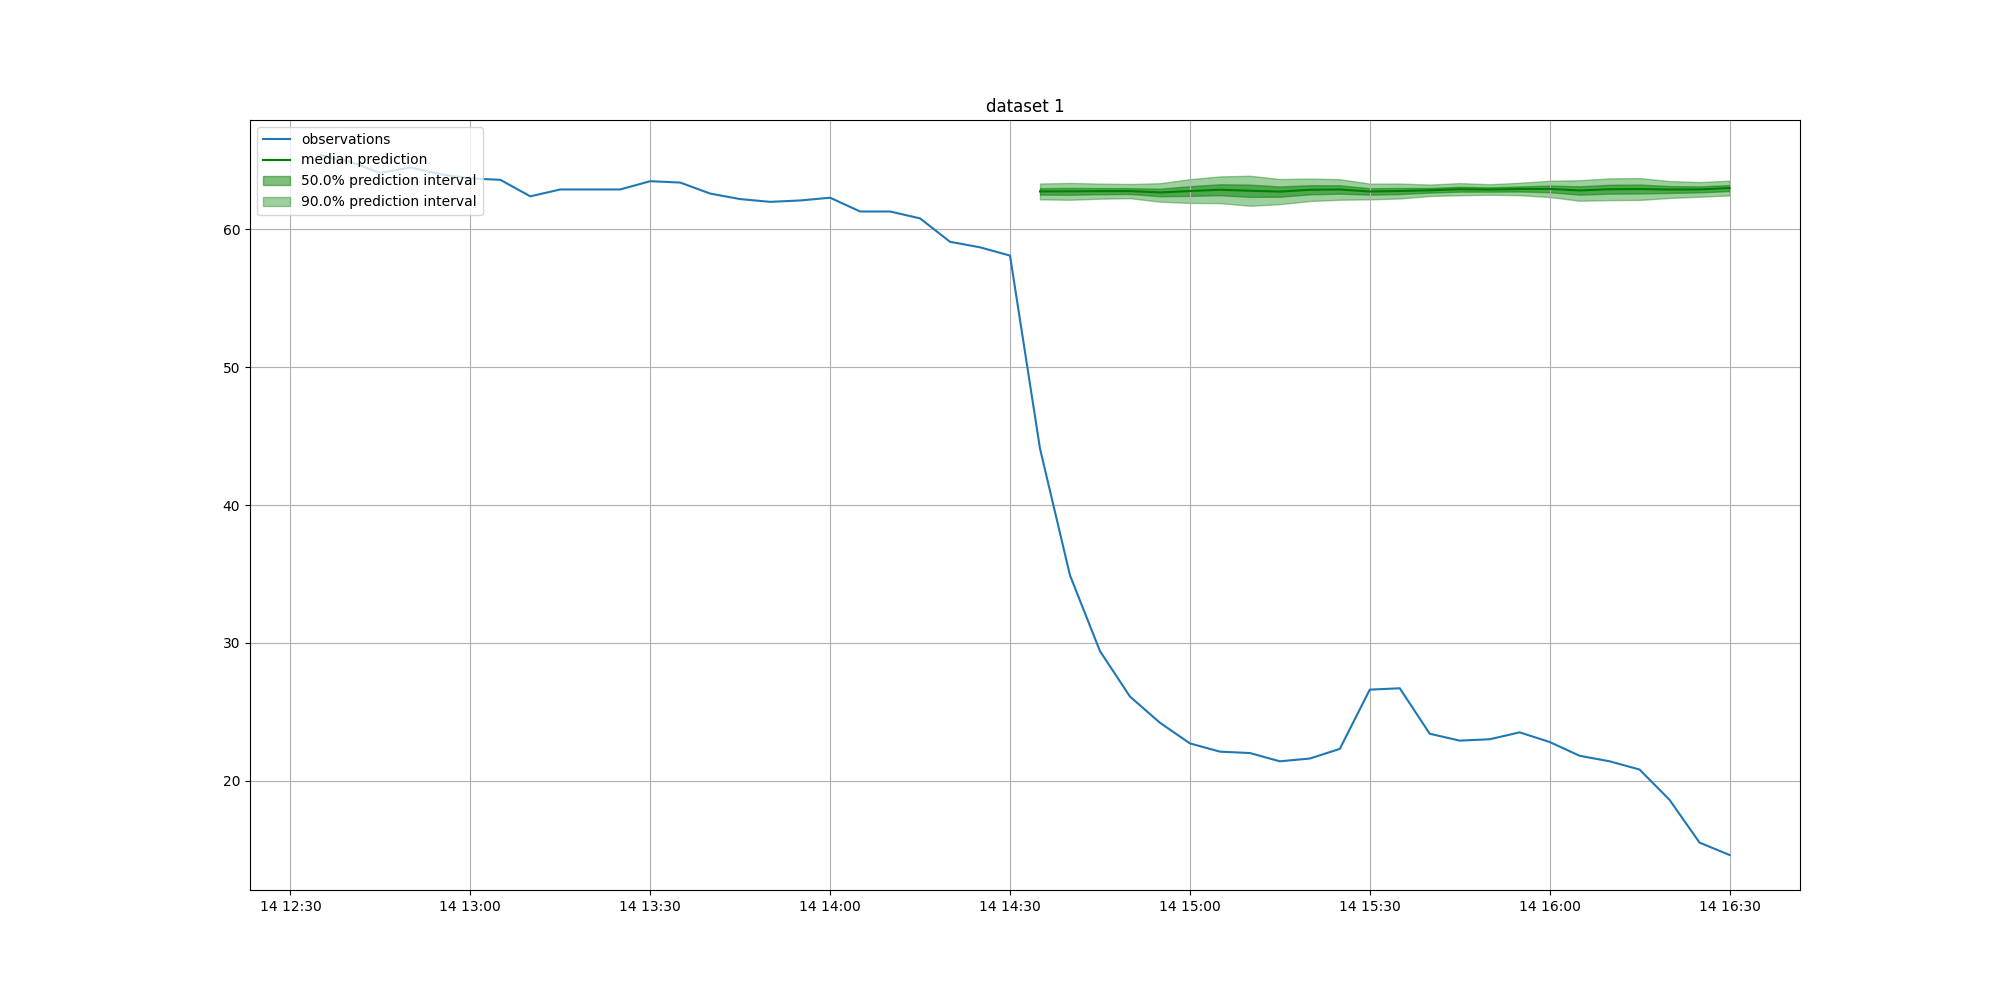 dataset 1
observations
median prediction
50.0% prediction interval
90.0% prediction interval
60
50
40
30
20
14 12:30 14 13:00 14 13:30 14 14:00 14 14:30 14 15:00 14 15:30 14 16:00 14 16:30